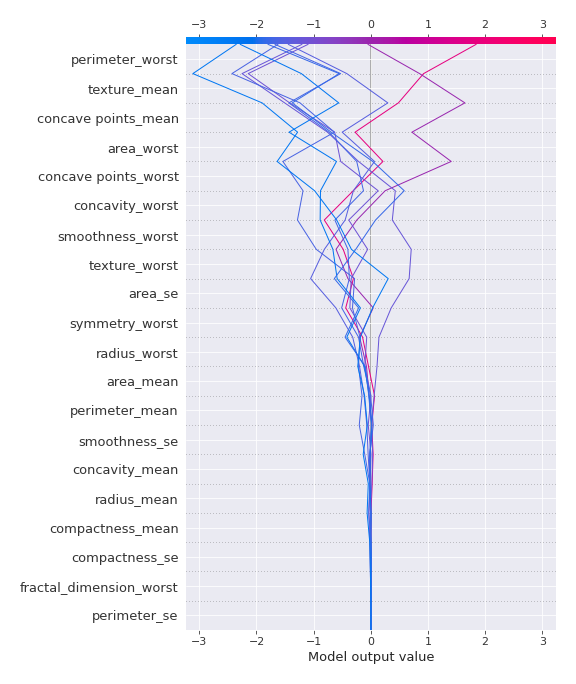 −3 −2 −1 0 1 2 3
perimeter_worst
texture_mean
concave points_mean
area_worst
concave points_worst
concavity_worst
smoothness_worst
texture_worst
area_se
symmetry_worst
radius_worst
area_mean
perimeter_mean
smoothness_se
concavity_mean
radius_mean
compactness_mean
compactness_se
fractal_dimension_worst
perimeter_se
−3 −2 −1 0 1 2 3
Model output value